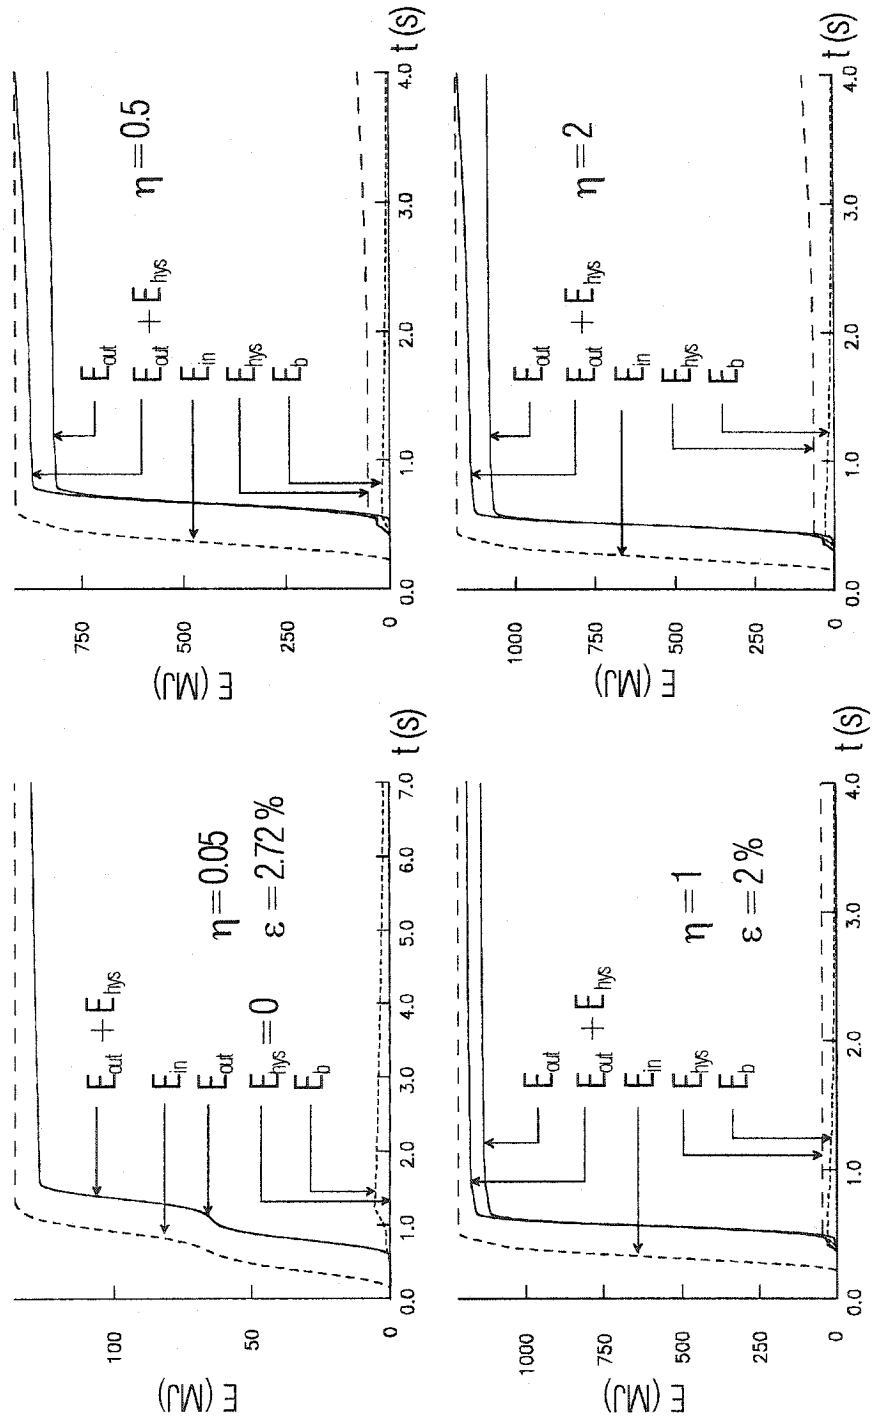 E (MJ)
100
50
0
0.0 1.0 2.0 3.0 4.0 5.0 6.0 7.0
t (s)
E_out + E_hys
E_in
E_out
E_hys = 0
E_b
η = 0.05
ε = 2.72 %
E (MJ)
750
500
250
0
0.0 1.0 2.0 3.0 4.0
t (s)
E_out
E_out + E_hys
E_in
E_hys
E_b
η = 0.5
E (MJ)
1000
750
500
250
0
0.0 1.0 2.0 3.0 4.0
t (s)
E_out
E_out + E_hys
E_in
E_hys
E_b
η = 1
ε = 2 %
E (MJ)
1000
750
500
250
0
0.0 1.0 2.0 3.0 4.0
t (s)
E_out
E_out + E_hys
E_in
E_hys
E_b
η = 2